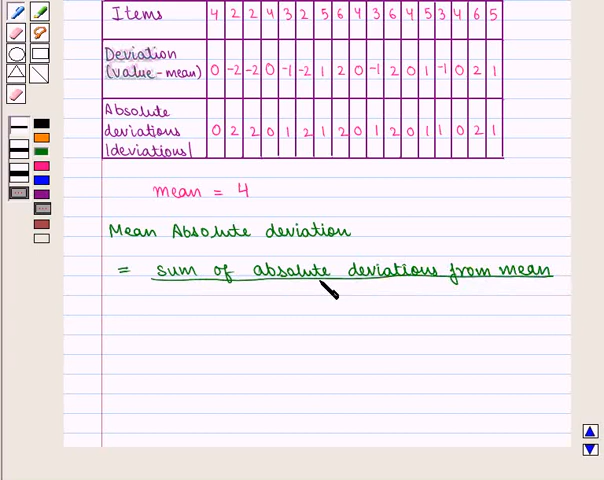 Items 4 2 2 4 3 2 5 6 4 3 6 4 5 3 4 6 5
Deviation
(value - mean) 0 -2 -2 0 -1 -2 1 2 0 -1 2 0 1 -1 0 2 1
Absolute
deviations 0 2 2 0 1 2 1 2 0 1 2 0 1 1 0 2 1
|deviations|
mean = 4
Mean Absolute deviation
= sum of absolute deviations from mean